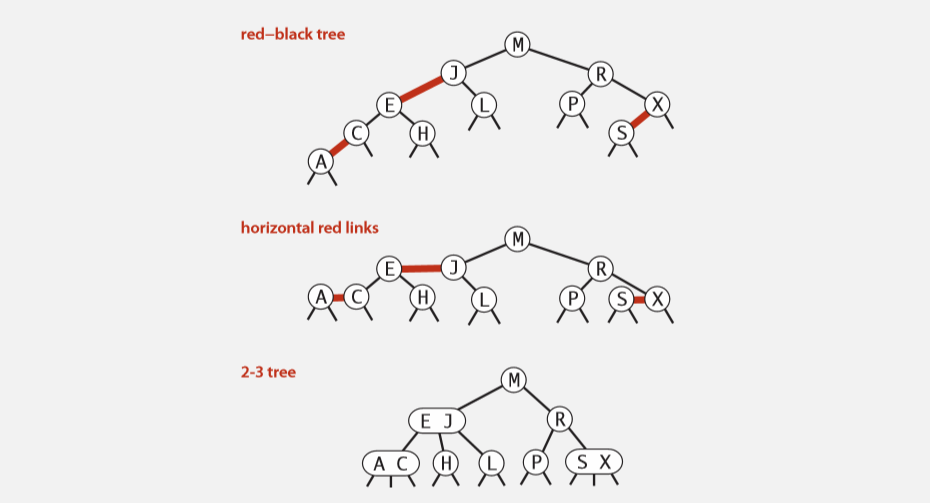 red–black tree
M
J R
E L P X
C H S
A
horizontal red links
M
E J R
A C H L P S X
2-3 tree
M
E J R
A C H L P S X